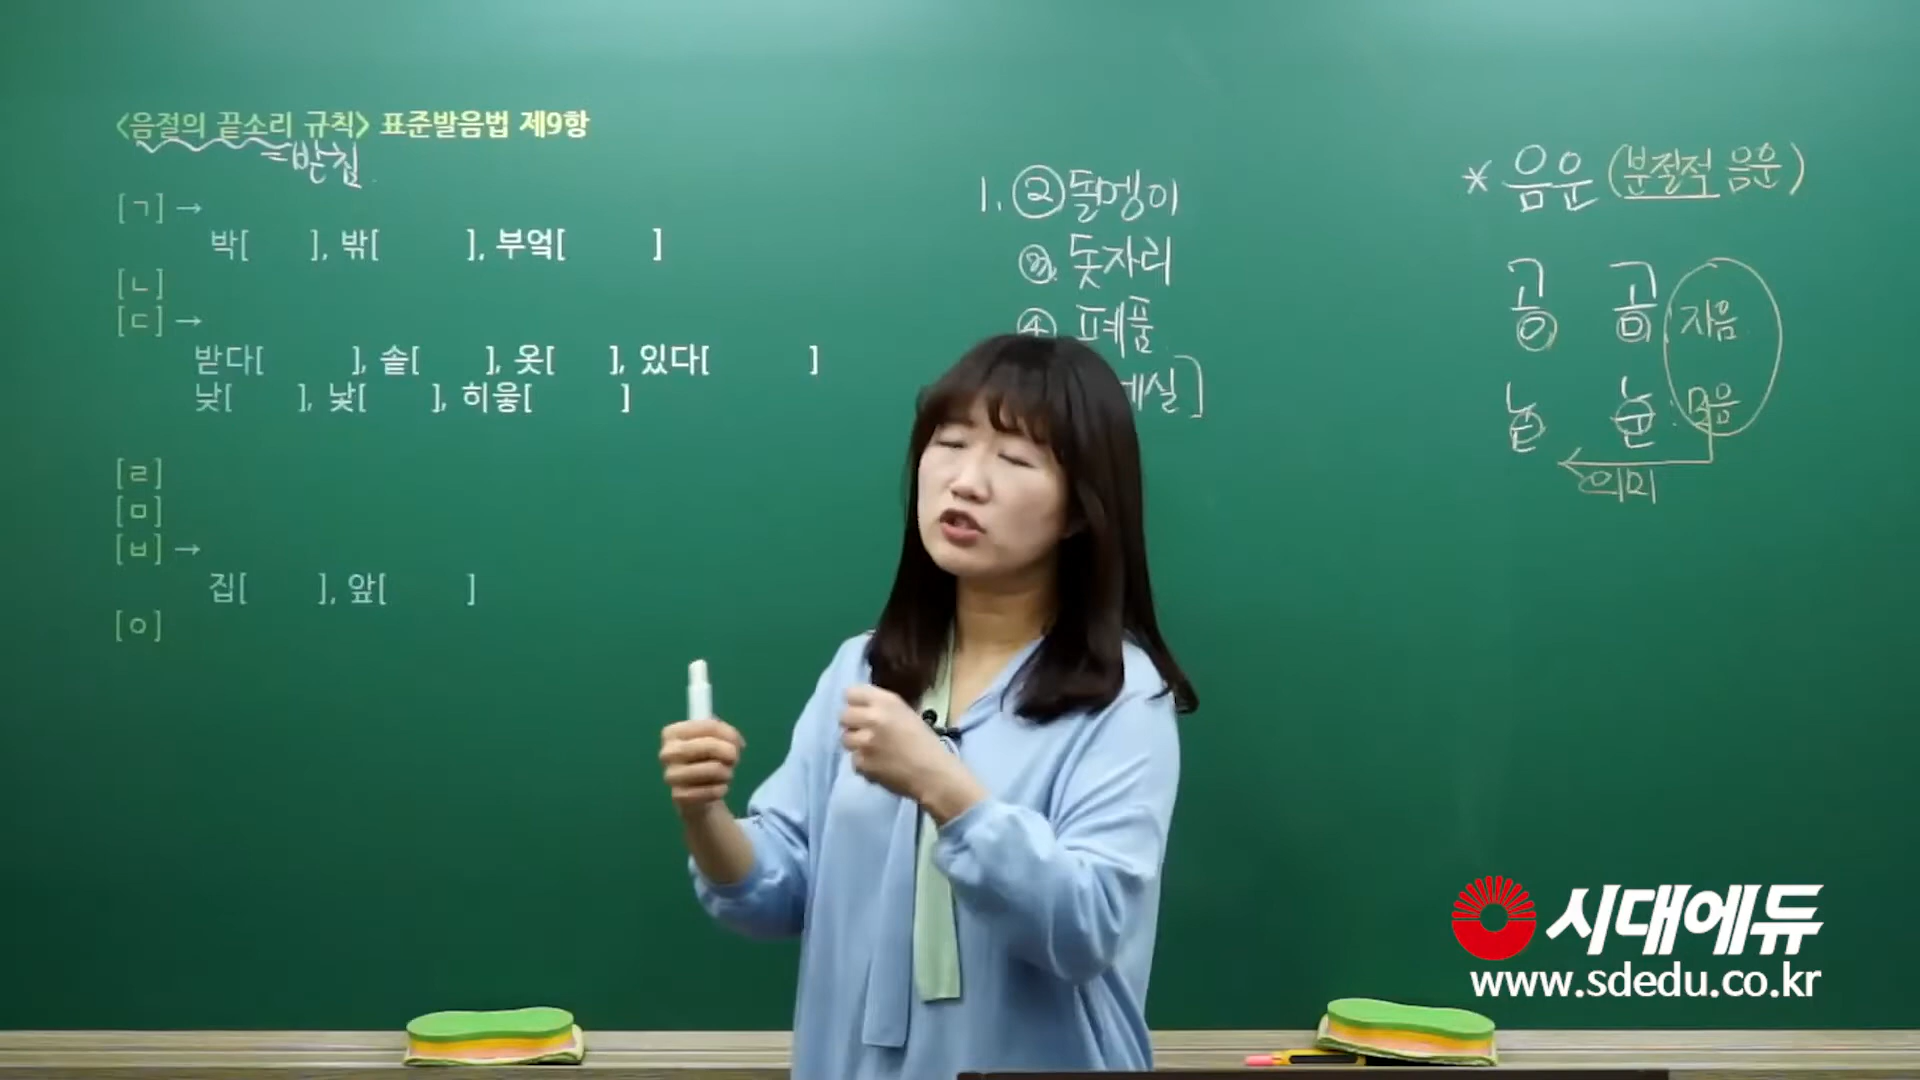 <음절의 끝소리 규칙> 표준발음법 제9항
받침
[ㄱ] →
박[ ], 밖[ ], 부엌[ ]
[ㄴ]
[ㄷ] →
받다[ ], 솥[ ], 옷[ ], 있다[ ]
낮[ ], 낯[ ], 히읗[ ]
[ㄹ]
[ㅁ]
[ㅂ] →
집[ ], 앞[ ]
[ㅇ]
1. ② 돌멩이
③ 돗자리
④ 폐품
]
* 음운 (분절적 음운)
공 곰 자음
눈 눈: 모음
의미
시대에듀
www.sdedu.co.kr